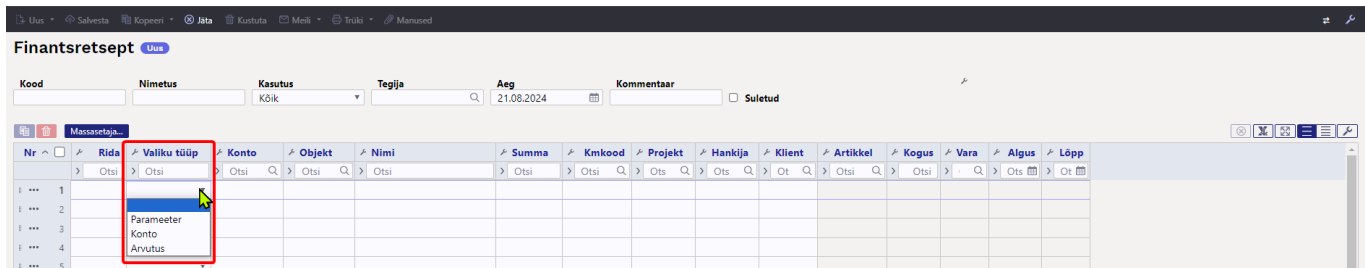 Uus Salvesta Kopeeri Jäta Kustuta Meili Trüki Manused
Finantsretsept Uus
Kood Nimetus Kasutus Tegija Aeg Kommentaar
Kõik 21.08.2024 Suletud
Massasetaja...
Nr Rida Valiku tüüp Konto Objekt Nimi Summa Kmkood Projekt Hankija Klient Artikkel Kogus Vara Algus Lõpp
Otsi Otsi Otsi Otsi Otsi Otsi Otsi Ots Ots Ot Otsi Otsi Ots Ot
1
2
Parameeter
3
Konto
4
Arvutus
5